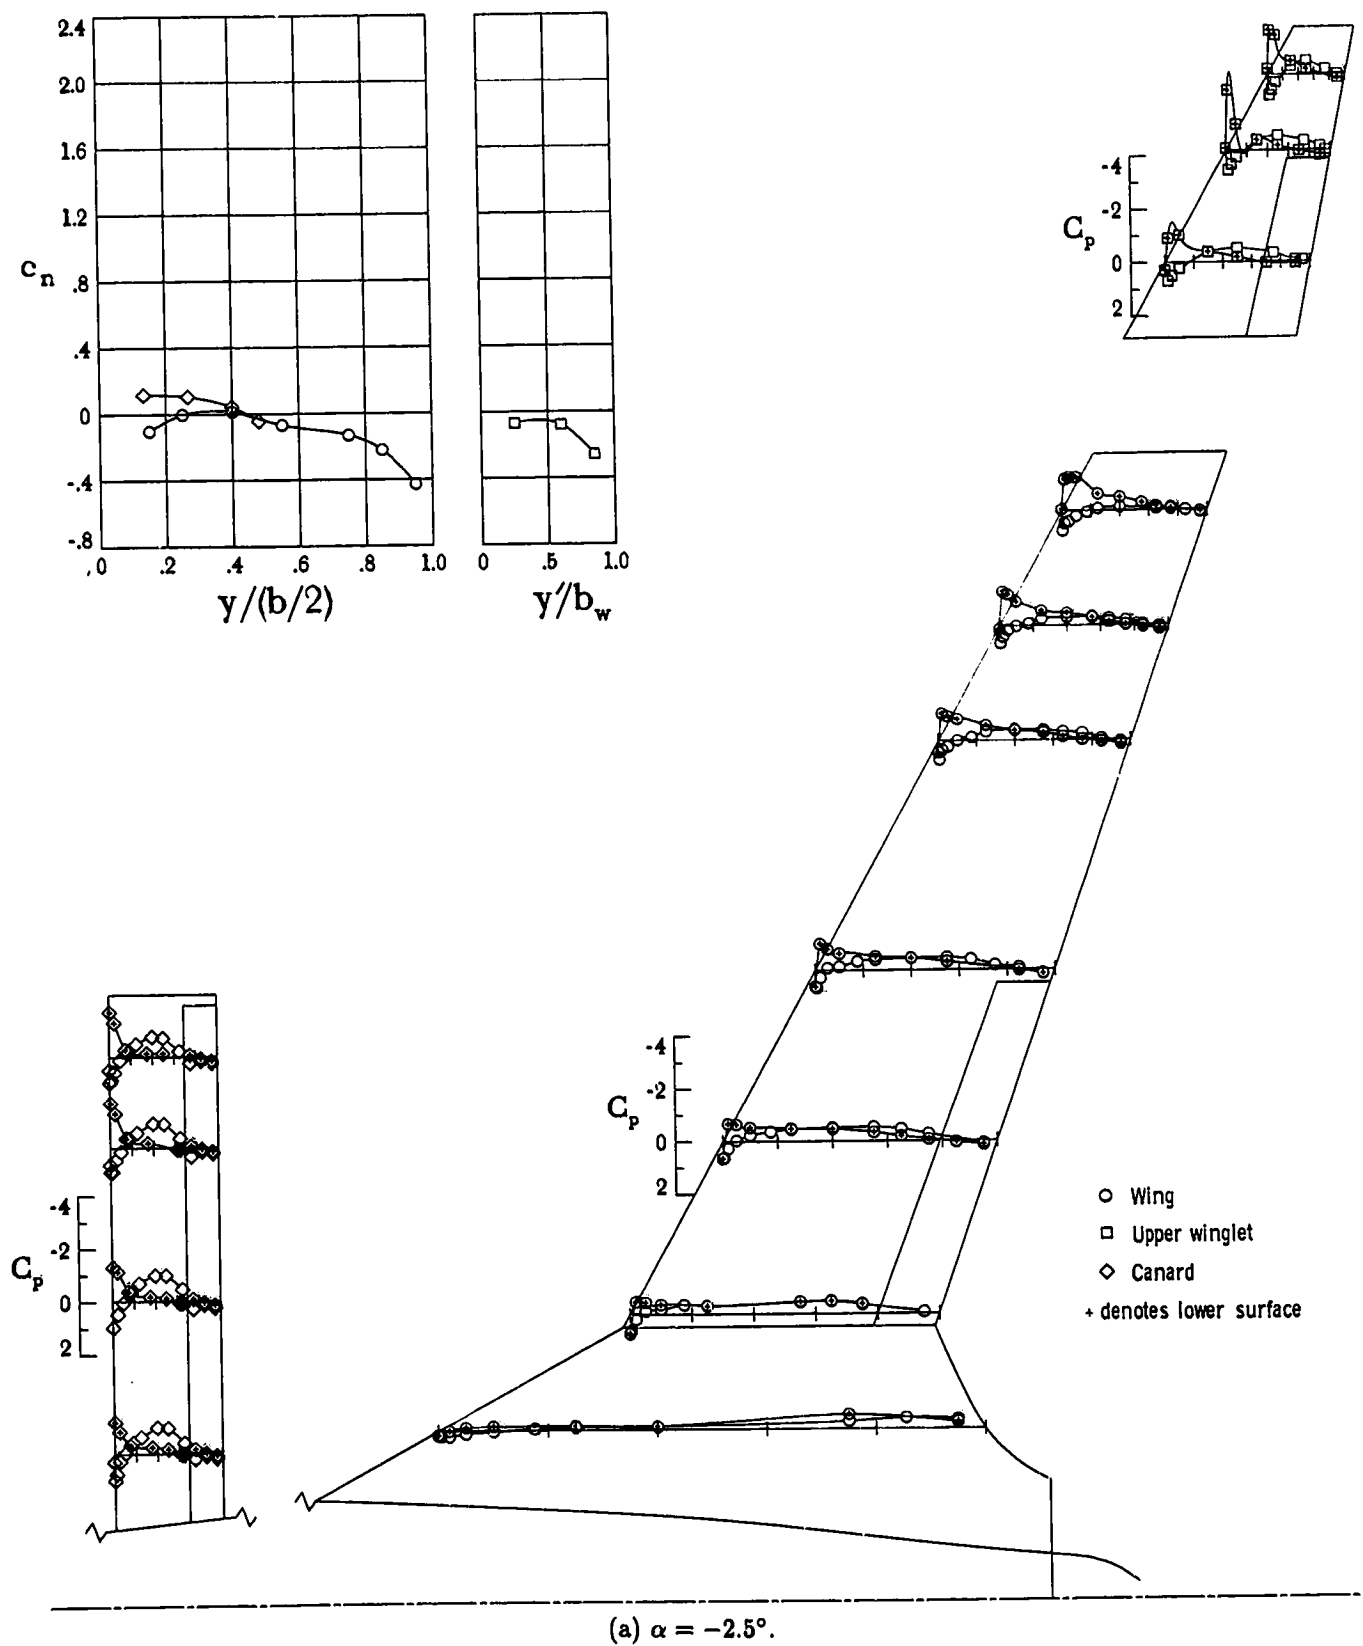 2.4
2.0
1.6
1.2
.8
.4
0
-.4
-.8
c_n
.0 .2 .4 .6 .8 1.0
y/(b/2)
0 .5 1.0
y′/b_w
-4
-2
0
2
C_p
-4
-2
0
2
C_p
-4
-2
0
2
C_p
○ Wing
□ Upper winglet
◇ Canard
+ denotes lower surface
(a) α = −2.5°.